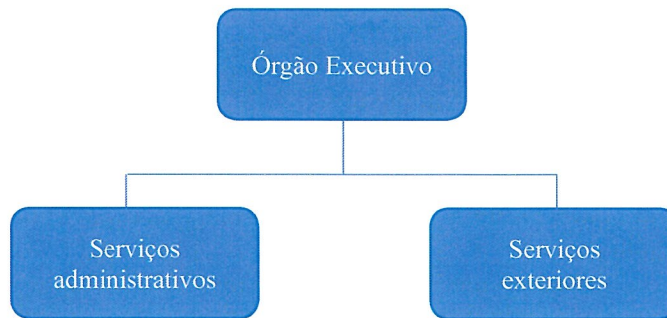 Órgão Executivo
Serviços
administrativos
Serviços
exteriores